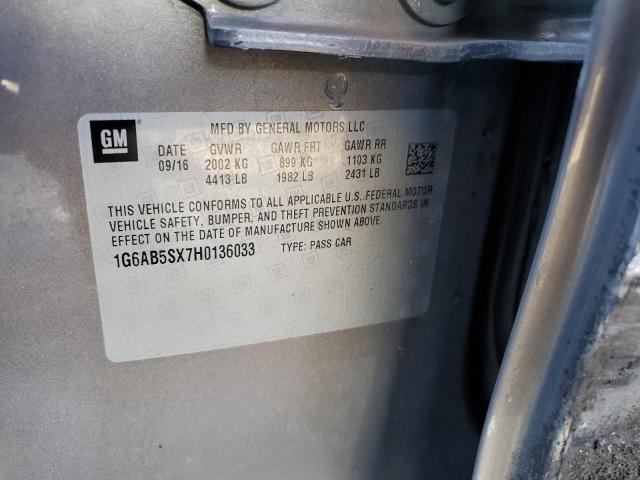 GM
MFD BY GENERAL MOTORS LLC
DATE GVWR GAWR FRT GAWR RR
09/16 2002 KG 899 KG 1103 KG
4413 LB 1982 LB 2431 LB
THIS VEHICLE CONFORMS TO ALL APPLICABLE U.S. FEDERAL MOTOR
VEHICLE SAFETY, BUMPER, AND THEFT PREVENTION STANDARDS IN
EFFECT ON THE DATE OF MANUFACTURE SHOWN ABOVE.
1G6AB5SX7H0136033 TYPE: PASS CAR